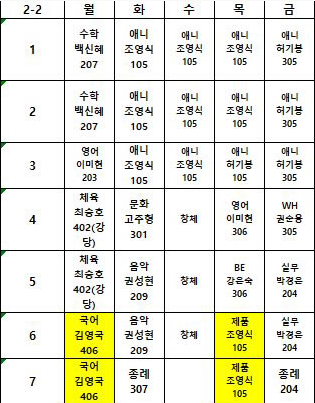 2-2 월 화 수 목 금
1 수학 백신혜 207 애니 조영식 105 애니 조영식 105 애니 조영식 105 애니 허기봉 305
2 수학 백신혜 207 애니 조영식 105 애니 조영식 105 애니 조영식 105 애니 허기봉 305
3 영어 이미현 203 애니 조영식 105 애니 조영식 105 애니 허기봉 105 애니 허기봉 305
4 체육 최승호 402(강당) 문화 고주형 301 창체 영어 이미현 306 WH 권순용 305
5 체육 최승호 402(강당) 음악 권성현 209 창체 BE 강은숙 306 실무 박경은 204
6 국어 김영국 406 음악 권성현 209 창체 제품 조영식 105 실무 박경은 204
7 국어 김영국 406 종례 307 제품 조영식 105 종례 204